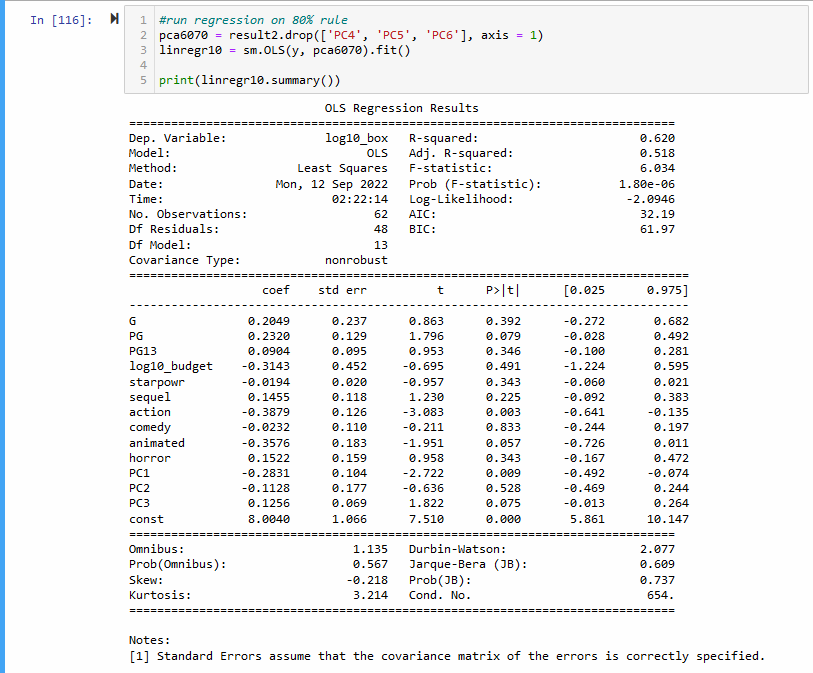 In [116]:
1 #run regression on 80% rule
2 pca6070 = result2.drop(['PC4', 'PC5', 'PC6'], axis = 1)
3 linregr10 = sm.OLS(y, pca6070).fit()
4
5 print(linregr10.summary())
OLS Regression Results
==============================================================================
Dep. Variable: log10_box R-squared: 0.620
Model: OLS Adj. R-squared: 0.518
Method: Least Squares F-statistic: 6.034
Date: Mon, 12 Sep 2022 Prob (F-statistic): 1.80e-06
Time: 02:22:14 Log-Likelihood: -2.0946
No. Observations: 62 AIC: 32.19
Df Residuals: 48 BIC: 61.97
Df Model: 13
Covariance Type: nonrobust
================================================================================
coef std err t P>|t| [0.025 0.975]
--------------------------------------------------------------------------------
G 0.2049 0.237 0.863 0.392 -0.272 0.682
PG 0.2320 0.129 1.796 0.079 -0.028 0.492
PG13 0.0904 0.095 0.953 0.346 -0.100 0.281
log10_budget -0.3143 0.452 -0.695 0.491 -1.224 0.595
starpowr -0.0194 0.020 -0.957 0.343 -0.060 0.021
sequel 0.1455 0.118 1.230 0.225 -0.092 0.383
action -0.3879 0.126 -3.083 0.003 -0.641 -0.135
comedy -0.0232 0.110 -0.211 0.833 -0.244 0.197
animated -0.3576 0.183 -1.951 0.057 -0.726 0.011
horror 0.1522 0.159 0.958 0.343 -0.167 0.472
PC1 -0.2831 0.104 -2.722 0.009 -0.492 -0.074
PC2 -0.1128 0.177 -0.636 0.528 -0.469 0.244
PC3 0.1256 0.069 1.822 0.075 -0.013 0.264
const 8.0040 1.066 7.510 0.000 5.861 10.147
==============================================================================
Omnibus: 1.135 Durbin-Watson: 2.077
Prob(Omnibus): 0.567 Jarque-Bera (JB): 0.609
Skew: -0.218 Prob(JB): 0.737
Kurtosis: 3.214 Cond. No. 654.
==============================================================================
Notes:
[1] Standard Errors assume that the covariance matrix of the errors is correctly specified.